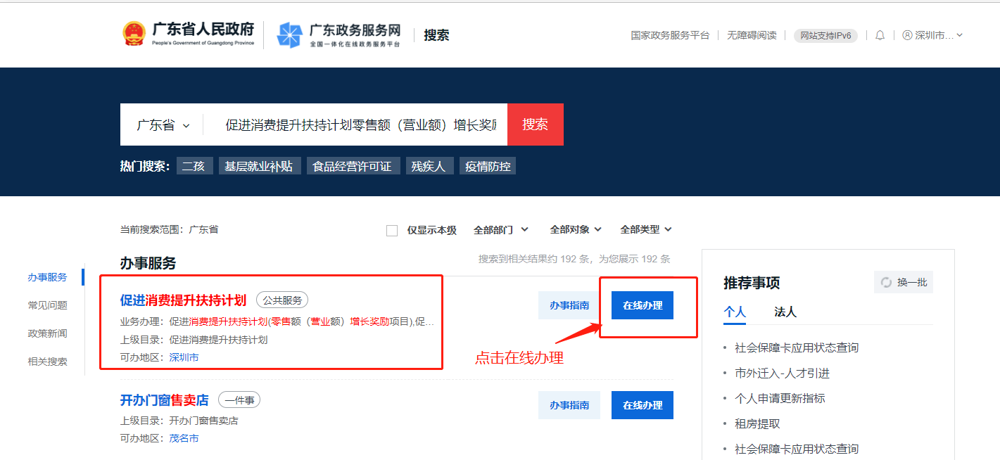 广东省人民政府
People's Government of Guangdong Province
广东政务服务网
全国一体化在线政务服务平台
搜索
国家政务服务平台
无障碍阅读
网站支持IPv6
深圳市...
广东省
促进消费提升扶持计划零售额（营业额）增长奖
搜索
热门搜索：
二孩
基层就业补贴
食品经营许可证
残疾人
疫情防控
当前搜索范围：广东省
仅显示本级
全部部门
全部对象
全部类型
办事服务
搜索到相关结果约 192 条，为您展示 192 条
办事服务
常见问题
政策新闻
相关搜索
促进消费提升扶持计划
公共服务
业务办理：促进消费提升扶持计划(零售额（营业额）增长奖励项目),促...
上级目录：促进消费提升扶持计划
可办地区：深圳市
办事指南
在线办理
点击在线办理
开办门窗售卖店
一件事
上级目录：开办门窗售卖店
可办地区：茂名市
办事指南
在线办理
推荐事项
换一批
个人
法人
• 社会保障卡应用状态查询
• 市外迁入-人才引进
• 个人申请更新指标
• 租房提取
• 社会保障卡应用状态查询